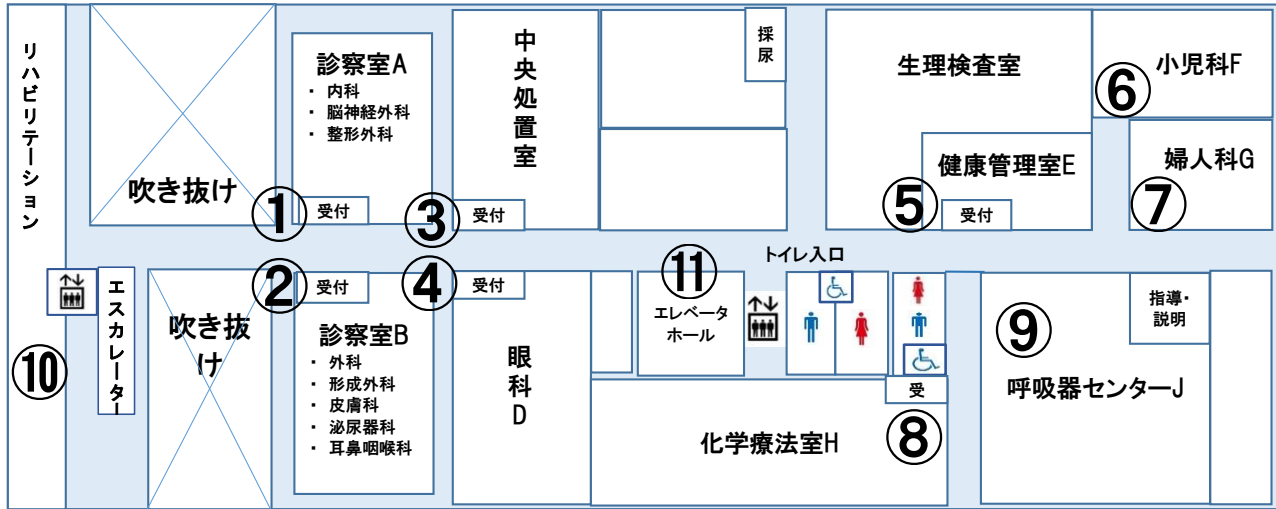 リハビリテーション
吹き抜け
①
診察室A
・ 内科
・ 脳神経外科
・ 整形外科
受付
③
中央処置室
受付
採尿
生理検査室
健康管理室E
⑤
受付
⑥
小児科F
婦人科G
⑦
エスカレーター
⑩
吹き抜
け
②
受付
診察室B
・ 外科
・ 形成外科
・ 皮膚科
・ 泌尿器科
・ 耳鼻咽喉科
④
受付
眼科D
⑪
エレベータ
ホール
トイレ入口
受
⑧
化学療法室H
⑨
指導・
説明
呼吸器センターJ